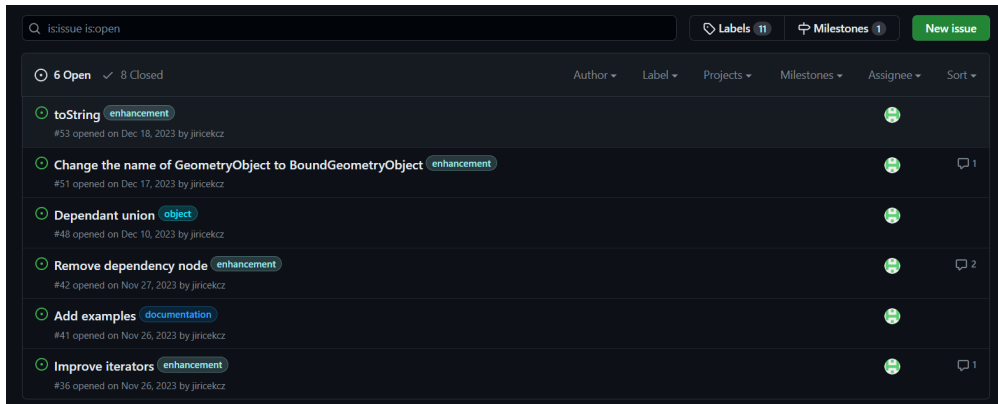 is:issue is:open
Labels 11
Milestones 1
New issue
6 Open 8 Closed Author Label Projects Milestones Assignee Sort
toString enhancement
#53 opened on Dec 18, 2023 by jiricekcz
Change the name of GeometryObject to BoundGeometryObject enhancement 1
#51 opened on Dec 17, 2023 by jiricekcz
Dependant union object
#48 opened on Dec 10, 2023 by jiricekcz
Remove dependency node enhancement 2
#42 opened on Nov 27, 2023 by jiricekcz
Add examples documentation
#41 opened on Nov 26, 2023 by jiricekcz
Improve iterators enhancement 1
#36 opened on Nov 26, 2023 by jiricekcz